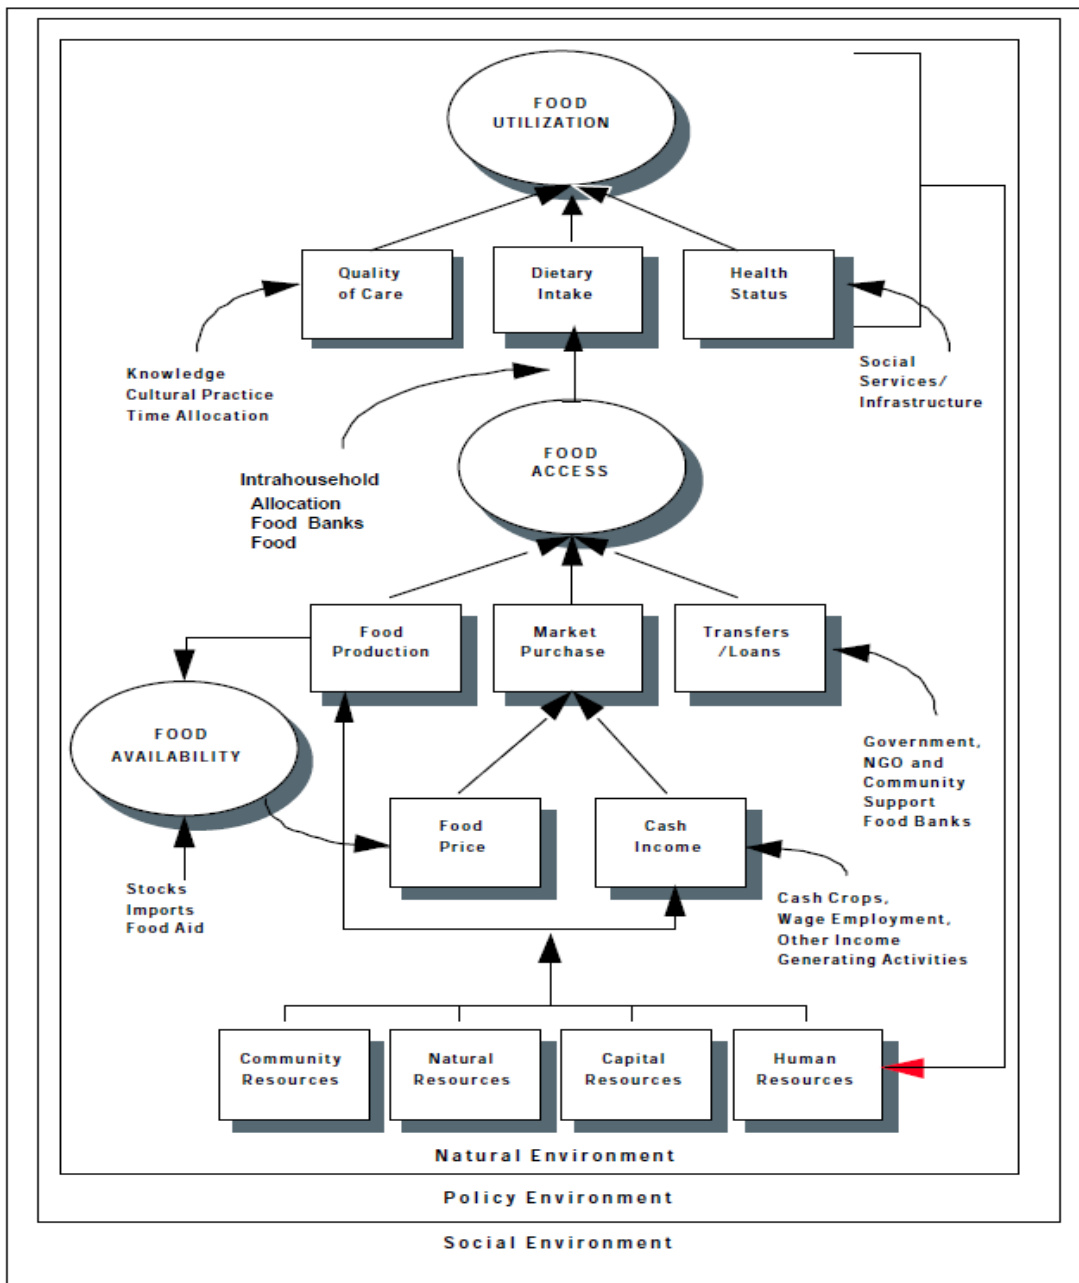 FOOD
UTILIZATION
Quality
of Care
Dietary
Intake
Health
Status
Knowledge
Cultural Practice
Time Allocation
Social
Services/
Infrastructure
Intrahousehold
Allocation
Food Banks
Food
FOOD
ACCESS
Food
Production
Market
Purchase
Transfers
/Loans
FOOD
AVAILABILITY
Government,
NGO and
Community
Support
Food Banks
Food
Price
Cash
Income
Stocks
Imports
Food Aid
Cash Crops,
Wage Employment,
Other Income
Generating Activities
Community
Resources
Natural
Resources
Capital
Resources
Human
Resources
Natural Environment
Policy Environment
Social Environment